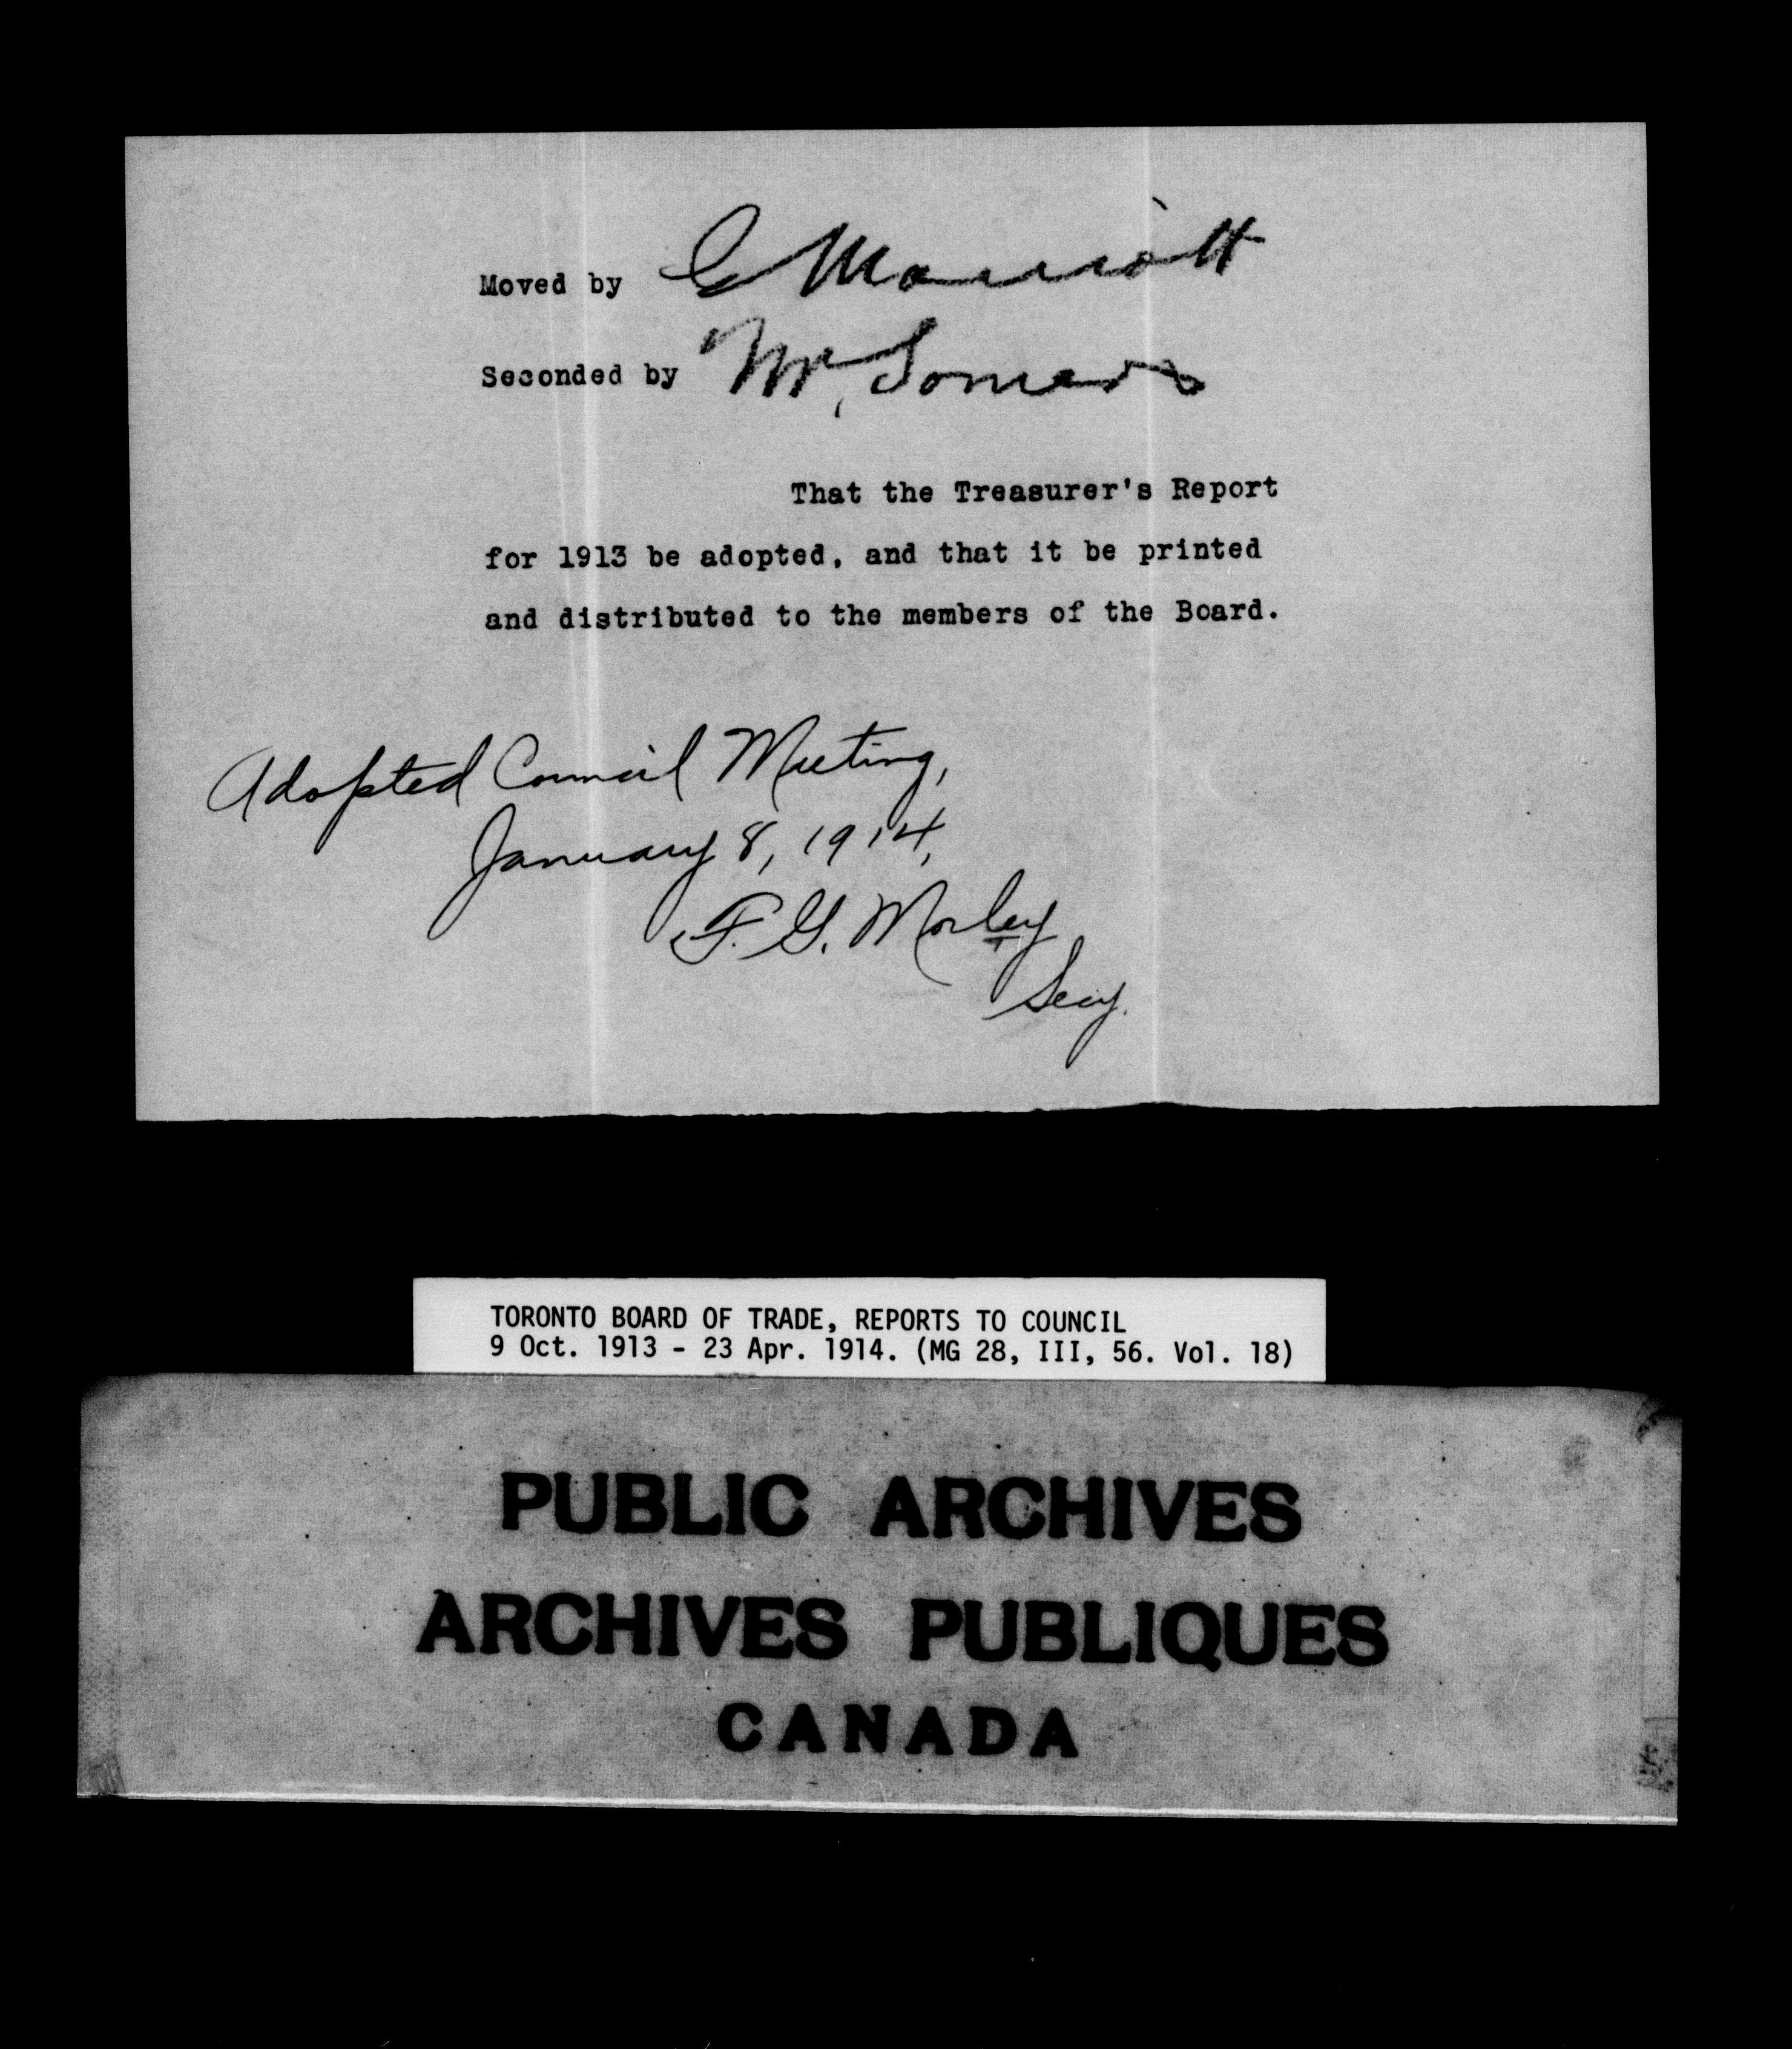 Moved by C Marriott
Seconded by Mr. Somers
That the Treasurer's Report
for 1913 be adopted, and that it be printed
and distributed to the members of the Board.
Adopted Council Meeting,
January 8, 1914,
F. G. Morley
Secy.
TORONTO BOARD OF TRADE, REPORTS TO COUNCIL
9 Oct. 1913 - 23 Apr. 1914. (MG 28, III, 56. Vol. 18)
PUBLIC ARCHIVES
ARCHIVES PUBLIQUES
CANADA